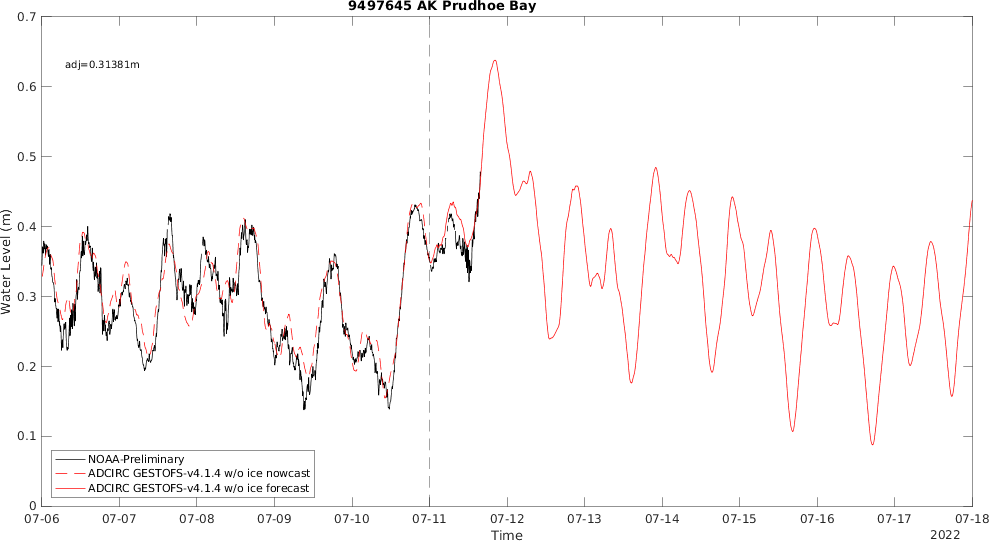 9497645 AK Prudhoe Bay
0.7
adj=0.31381m
0.6
0.5
0.4
0.3
0.2
0.1
0
Water Level (m)
NOAA-Preliminary
ADCIRC GESTOFS-v4.1.4 w/o ice nowcast
ADCIRC GESTOFS-v4.1.4 w/o ice forecast
07-06 07-07 07-08 07-09 07-10 07-11 07-12 07-13 07-14 07-15 07-16 07-17 07-18
Time
2022